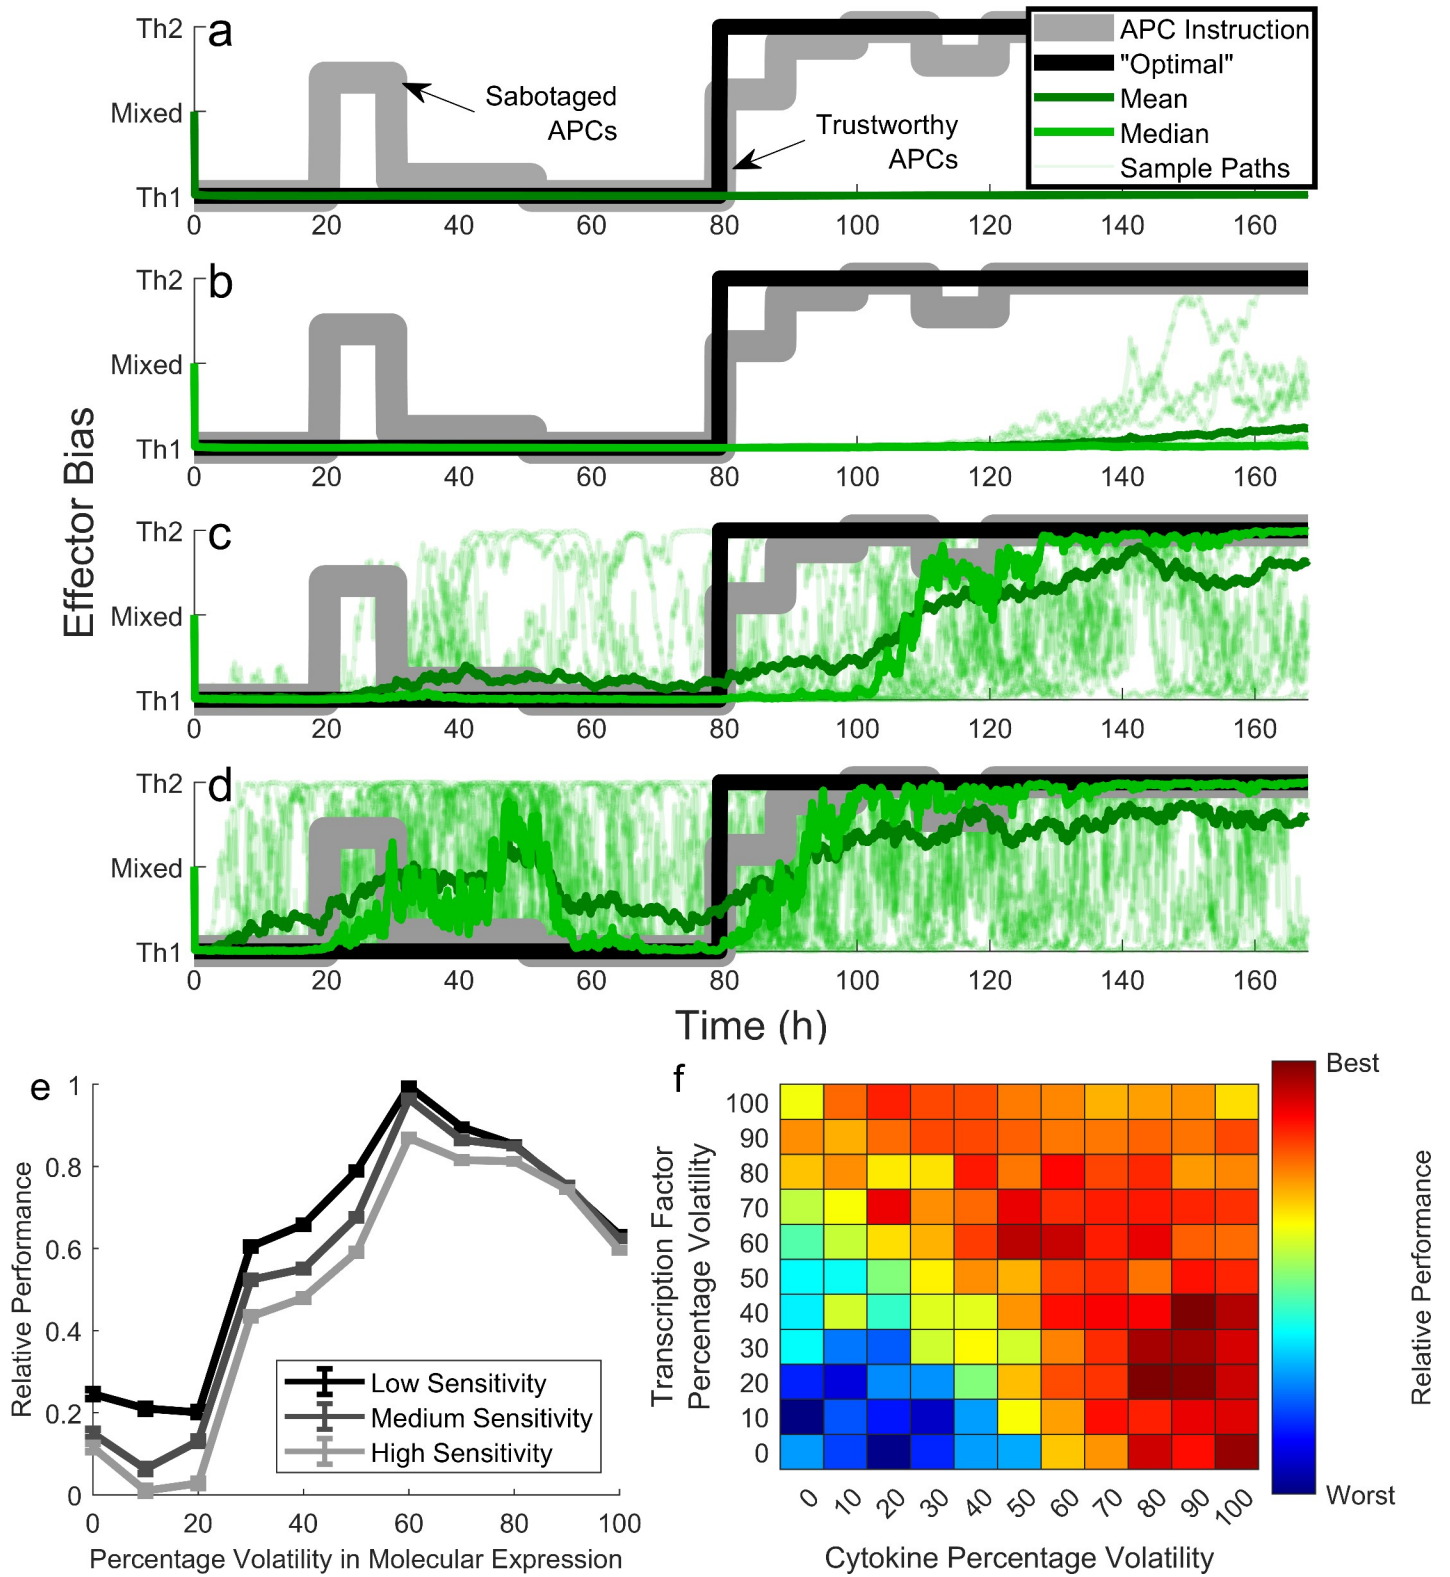 a
Th2
Mixed
Th1
0 20 40 60 80 100 120 140 160
Sabotaged
APCs
Trustworthy
APCs
APC Instruction
"Optimal"
Mean
Median
Sample Paths
b
Th2
Mixed
Th1
0 20 40 60 80 100 120 140 160
Effector Bias
c
Th2
Mixed
Th1
0 20 40 60 80 100 120 140 160
d
Th2
Mixed
Th1
0 20 40 60 80 100 120 140 160
Time (h)
e
1
0.8
0.6
0.4
0.2
0
Relative Performance
Low Sensitivity
Medium Sensitivity
High Sensitivity
0 20 40 60 80 100
Percentage Volatility in Molecular Expression
f
Transcription Factor
Percentage Volatility
100
90
80
70
60
50
40
30
20
10
0
0 10 20 30 40 50 60 70 80 90 100
Cytokine Percentage Volatility
Best
Worst
Relative Performance